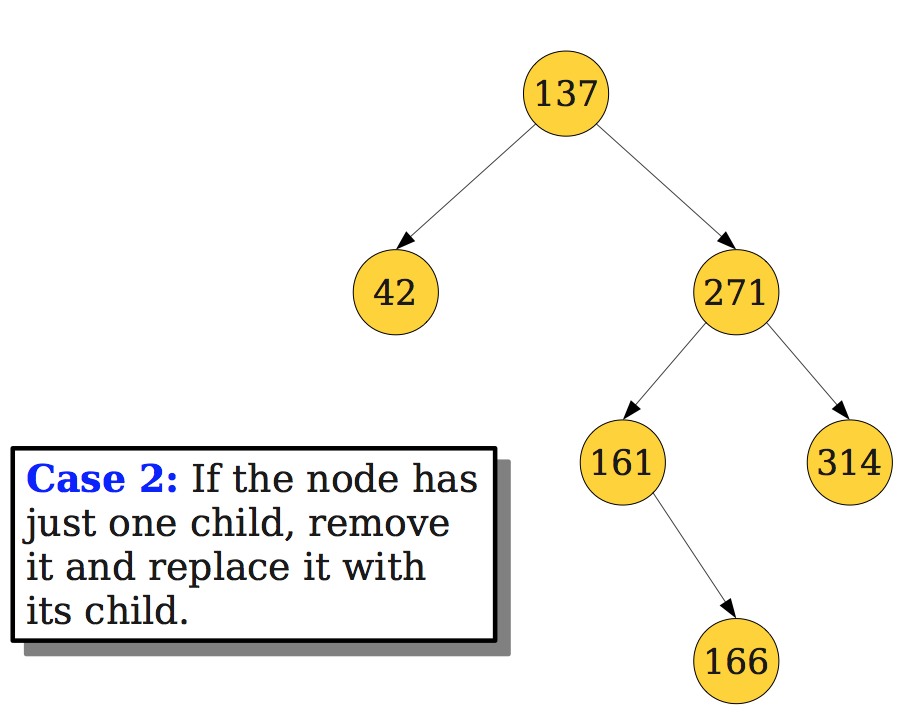 137
42
271
161
314
Case 2: If the node has
just one child, remove
it and replace it with
its child.
166